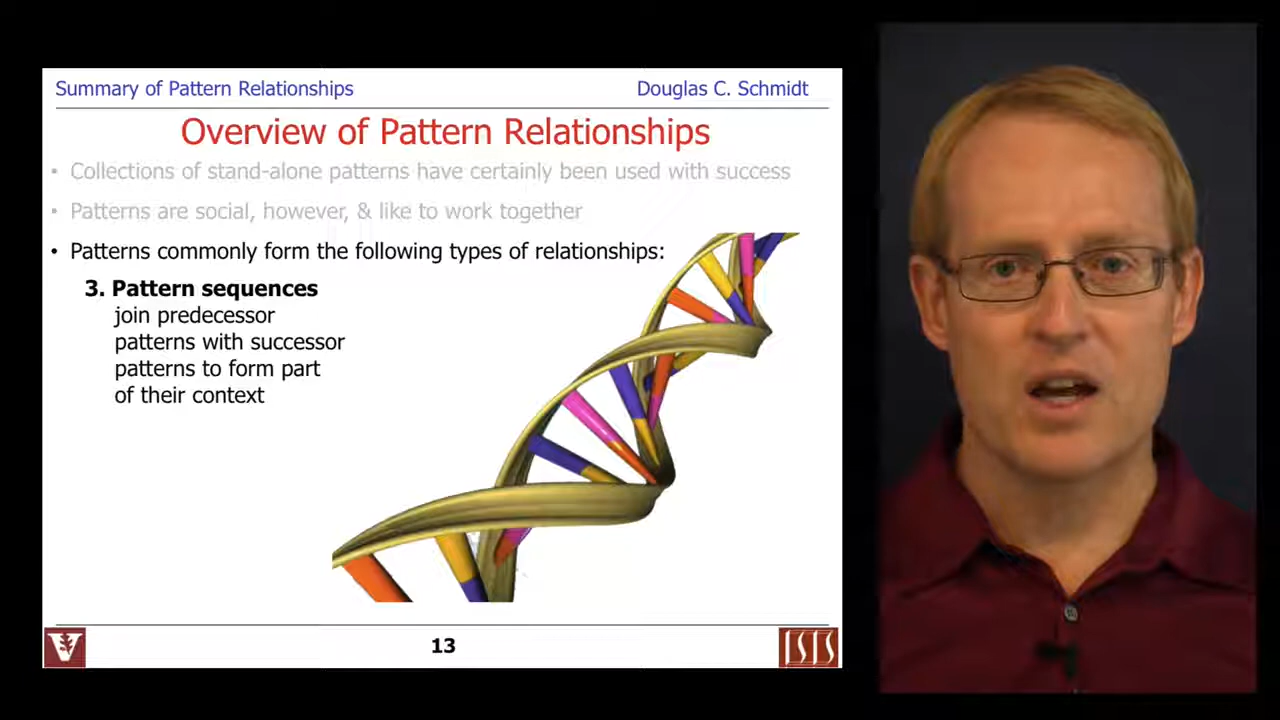 Summary of Pattern Relationships
Douglas C. Schmidt
Overview of Pattern Relationships
• Collections of stand-alone patterns have certainly been used with success
• Patterns are social, however, & like to work together
• Patterns commonly form the following types of relationships:
3. Pattern sequences
join predecessor
patterns with successor
patterns to form part
of their context
V
13
ISIS